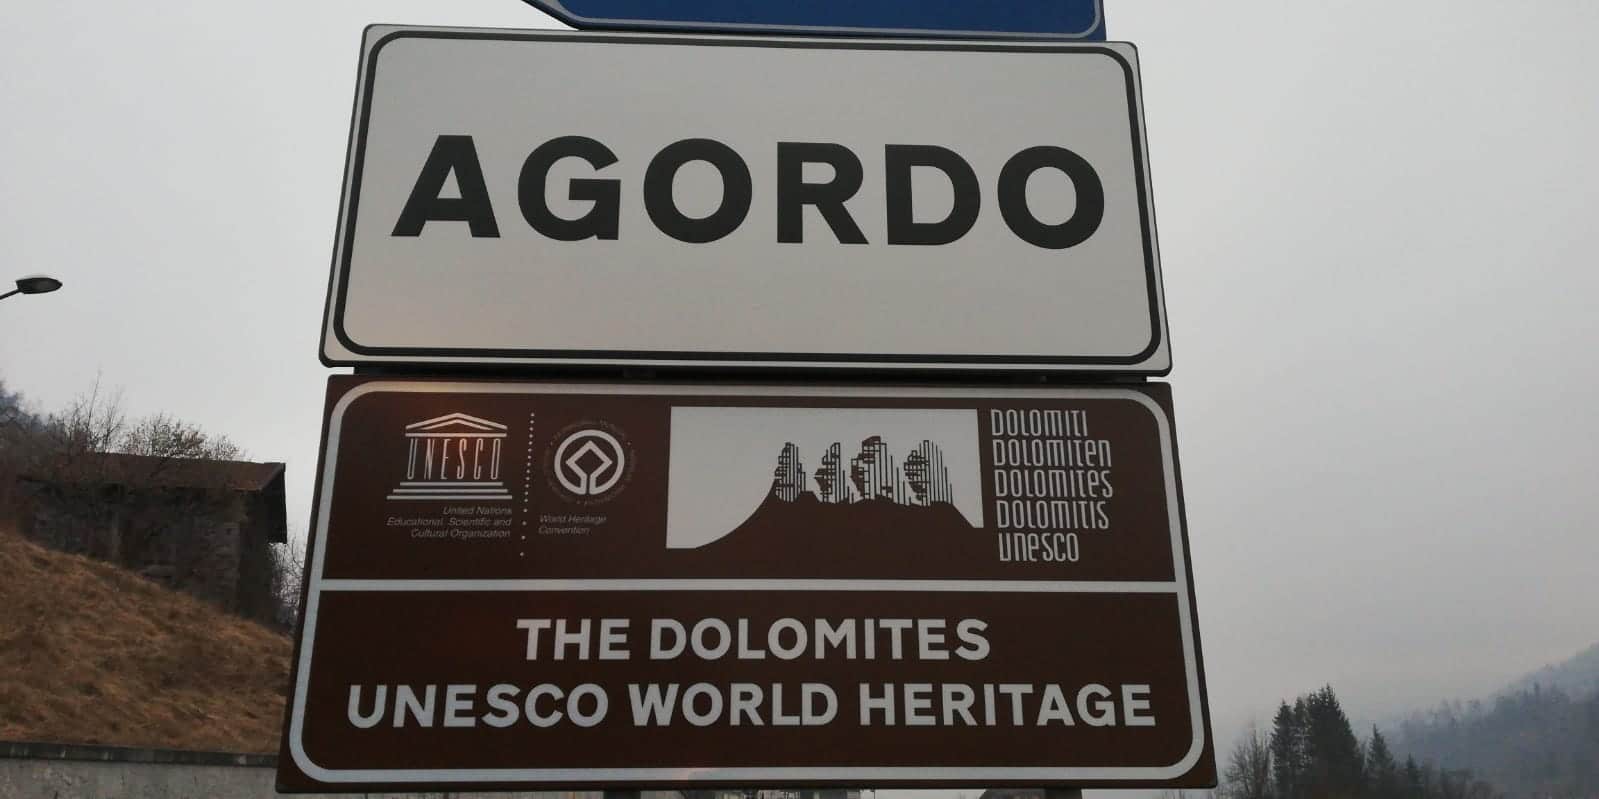 AGORDO
UNESCO
United Nations
Educational, Scientific and
Cultural Organization
World Heritage
Convention
DOLOMITI
DOLOMITEN
DOLOMITES
DOLOMITIS
UNESCO
THE DOLOMITES
UNESCO WORLD HERITAGE